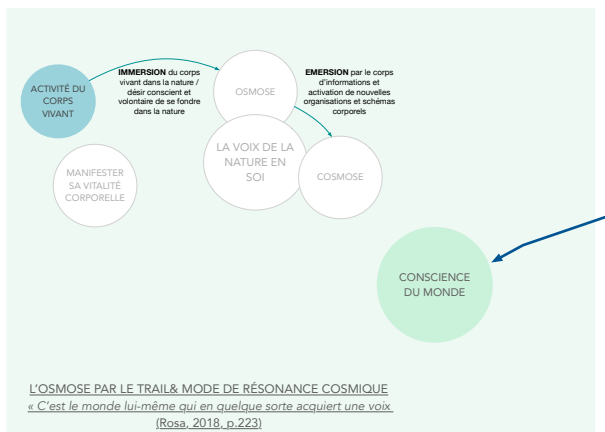 ACTIVITÉ DU
CORPS
VIVANT
IMMERSION du corps
vivant dans la nature /
désir conscient et
volontaire de se fondre
dans la nature
OSMOSE
EMERSION par le corps
d'informations et
activation de nouvelles
organisations et schémas
corporels
MANIFESTER
SA VITALITÉ
CORPORELLE
LA VOIX DE LA
NATURE EN
SOI
COSMOSE
CONSCIENCE
DU MONDE
L'OSMOSE PAR LE TRAIL& MODE DE RÉSONANCE COSMIQUE
« C'est le monde lui-même qui en quelque sorte acquiert une voix
(Rosa, 2018, p.223)